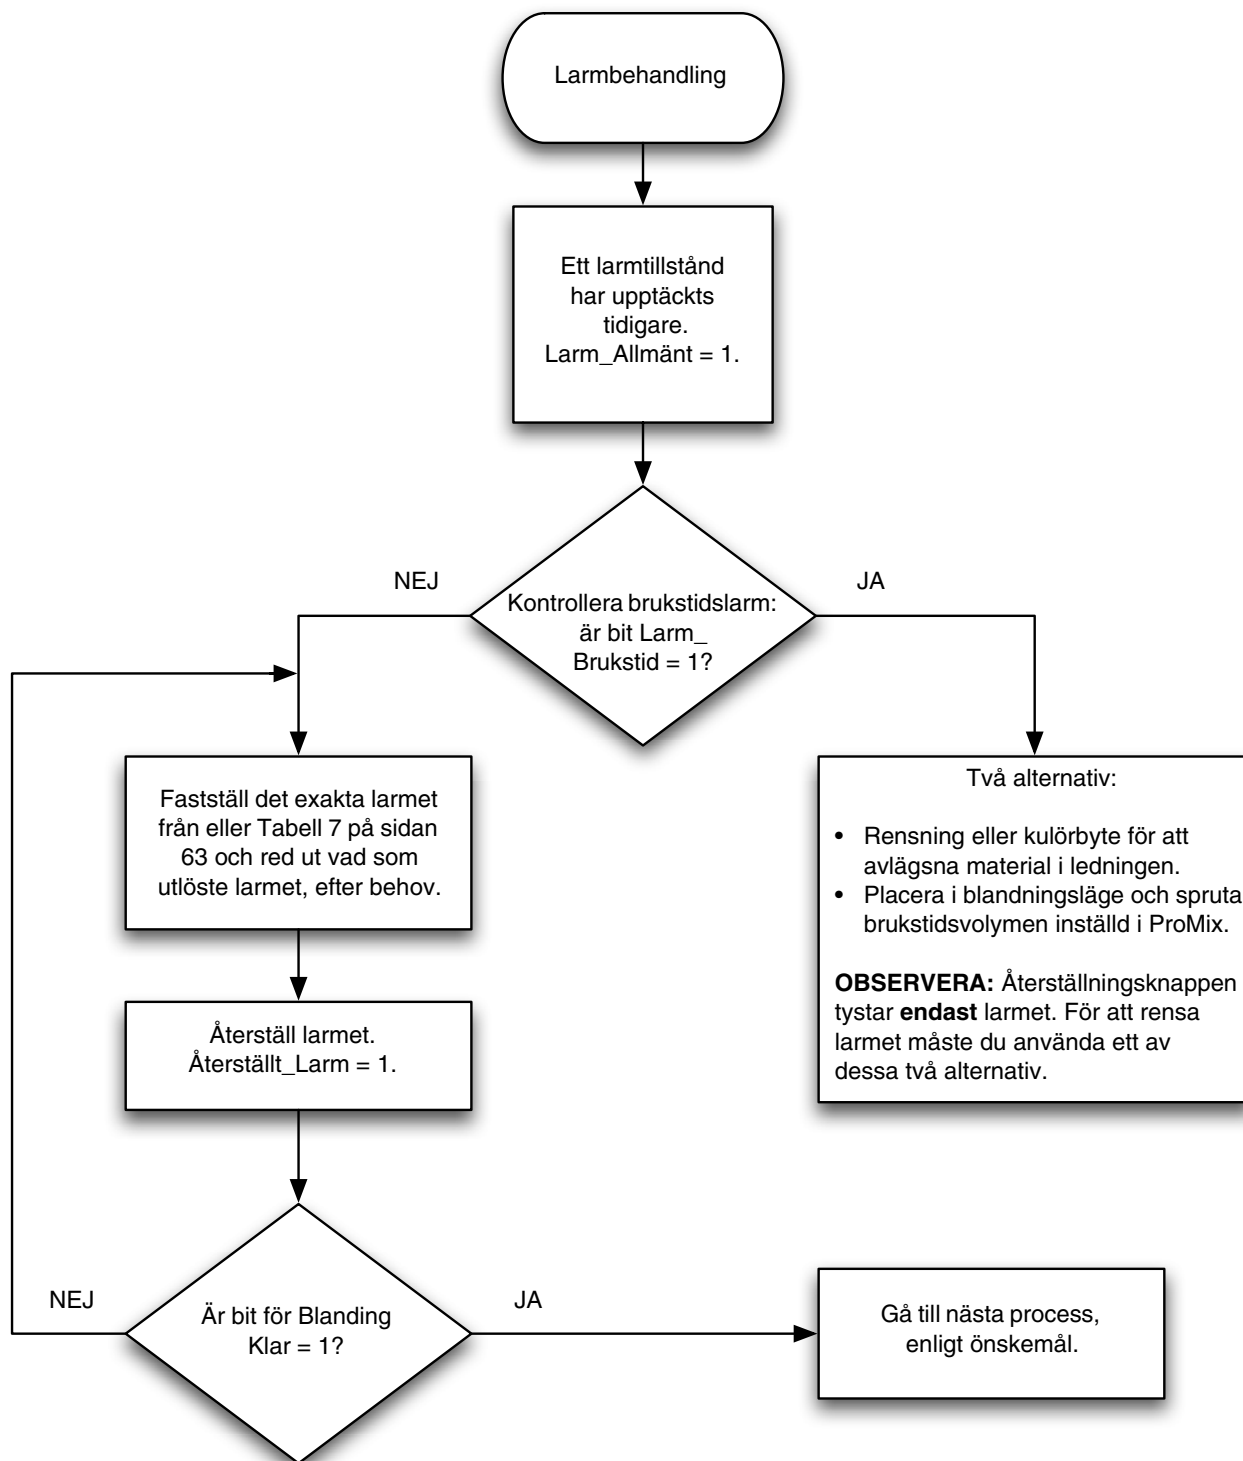 Larmbehandling
Ett larmtillstånd
har upptäckts
tidigare.
Larm_Allmänt = 1.
NEJ
JA
Kontrollera brukstidslarm:
är bit Larm_
Brukstid = 1?
Fastställ det exakta larmet
från eller Tabell 7 på sidan
63 och red ut vad som
utlöste larmet, efter behov.
Två alternativ:
• Rensning eller kulörbyte för att
avlägsna material i ledningen.
• Placera i blandningsläge och spruta
brukstidsvolymen inställd i ProMix.
OBSERVERA: Återställningsknappen
tystar endast larmet. För att rensa
larmet måste du använda ett av
dessa två alternativ.
Återställ larmet.
Återställt_Larm = 1.
NEJ
JA
Är bit för Blanding
Klar = 1?
Gå till nästa process,
enligt önskemål.